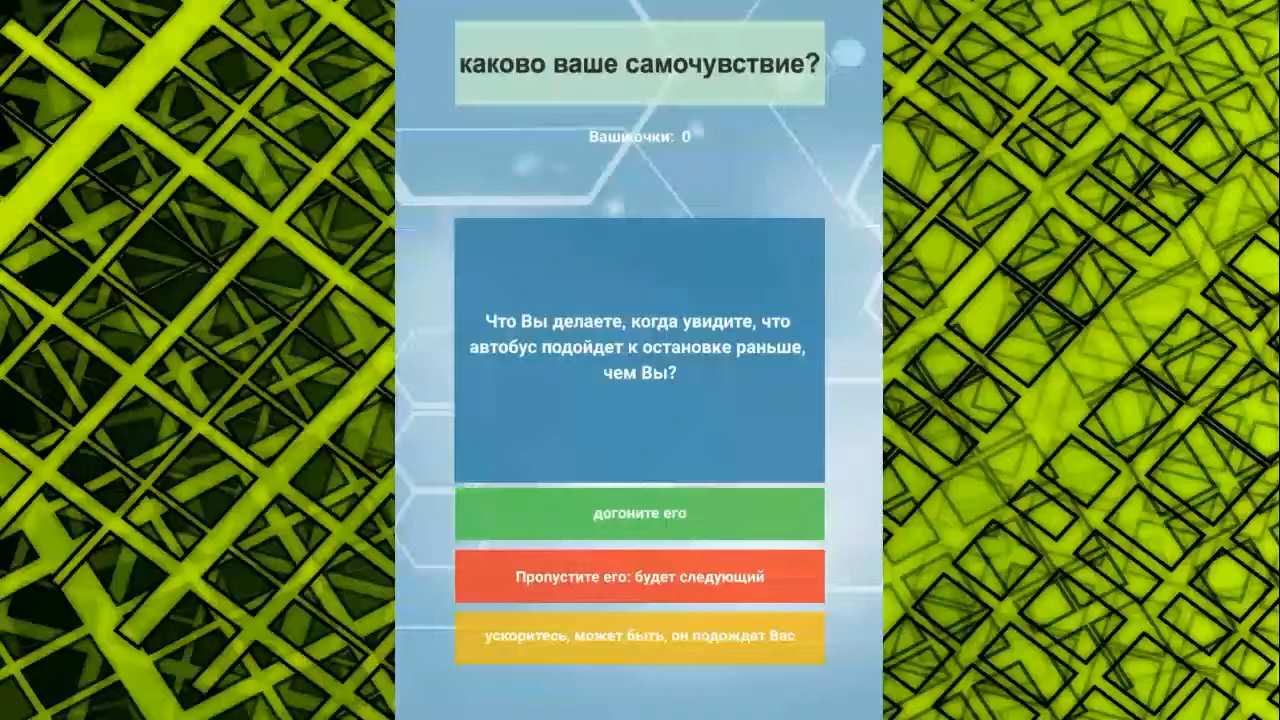 каково ваше самочувствие?
Ваши очки: 0
Что Вы делаете, когда увидите, что
автобус подойдет к остановке раньше,
чем Вы?
догоните его
Пропустите его: будет следующий
ускоритесь, может быть, он подождет Вас